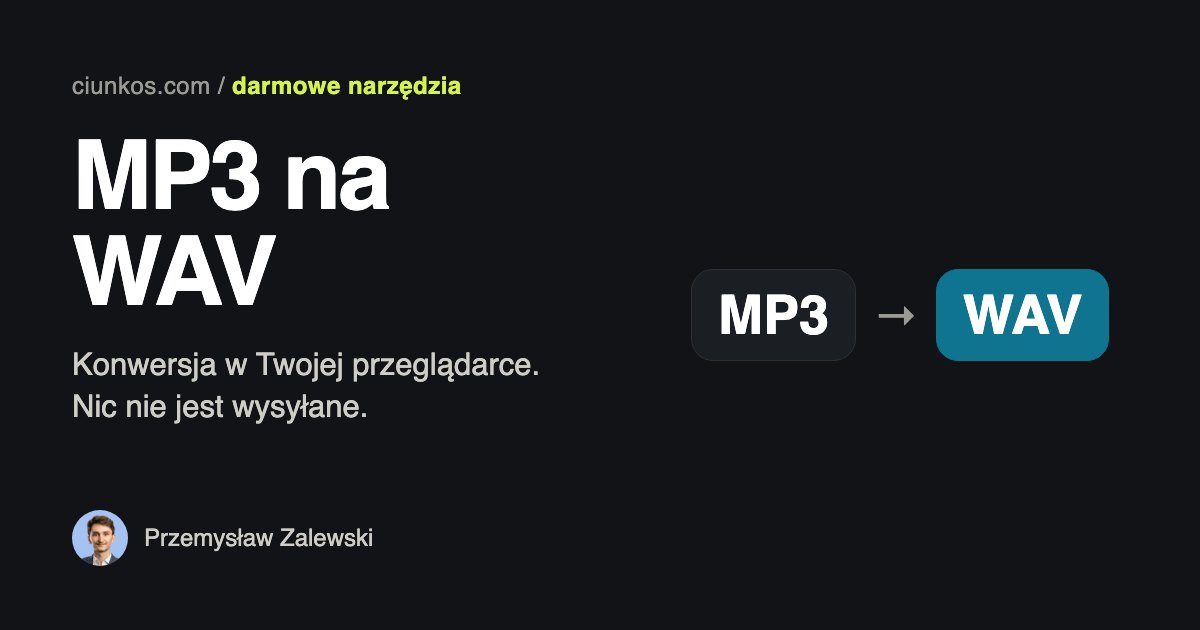 ciunkos.com / darmowe narzędzia
MP3 na
WAV
Konwersja w Twojej przeglądarce.
Nic nie jest wysyłane.
MP3 → WAV
Przemysław Zalewski